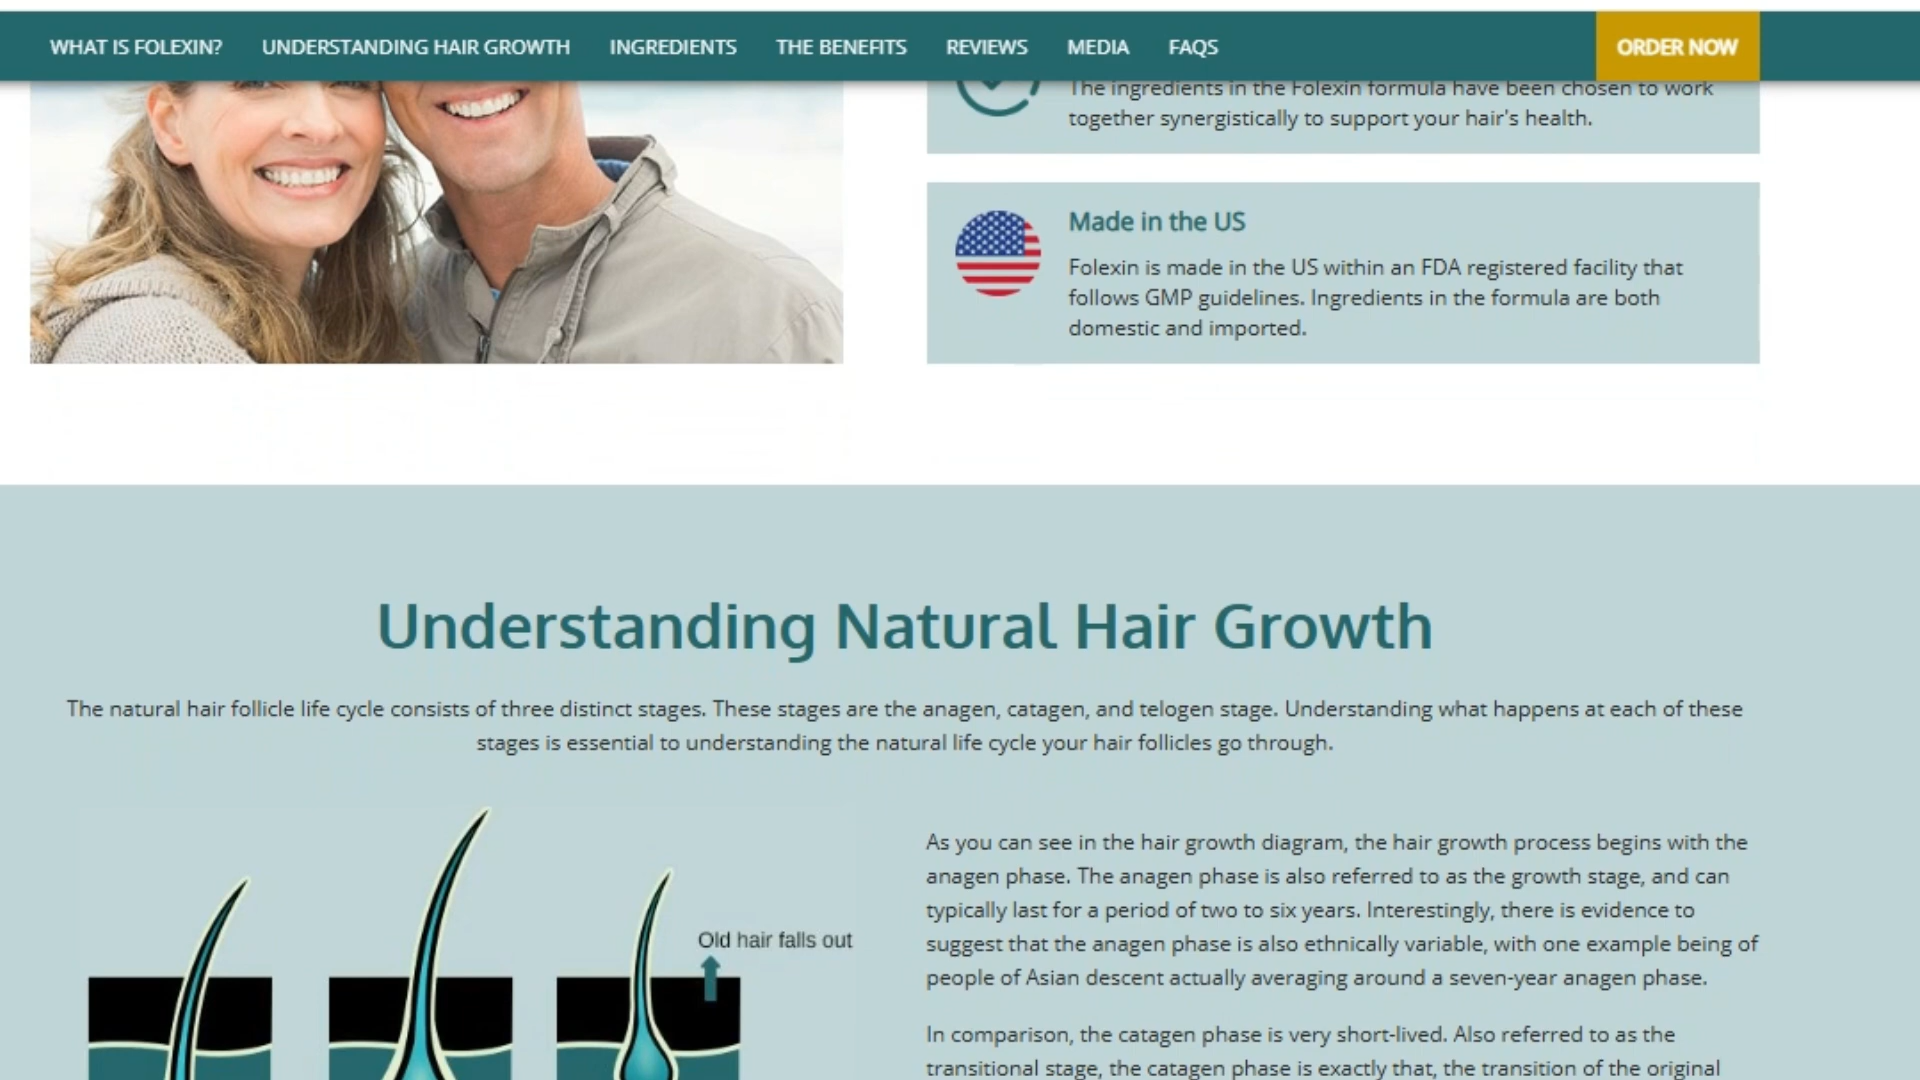 WHAT IS FOLEXIN? UNDERSTANDING HAIR GROWTH INGREDIENTS THE BENEFITS REVIEWS MEDIA FAQS ORDER NOW
The ingredients in the Folexin formula have been chosen to work
together synergistically to support your hair's health.
Made in the US
Folexin is made in the US within an FDA registered facility that
follows GMP guidelines. Ingredients in the formula are both
domestic and imported.
Understanding Natural Hair Growth
The natural hair follicle life cycle consists of three distinct stages. These stages are the anagen, catagen, and telogen stage. Understanding what happens at each of these
stages is essential to understanding the natural life cycle your hair follicles go through.
Old hair falls out
As you can see in the hair growth diagram, the hair growth process begins with the
anagen phase. The anagen phase is also referred to as the growth stage, and can
typically last for a period of two to six years. Interestingly, there is evidence to
suggest that the anagen phase is also ethnically variable, with one example being of
people of Asian descent actually averaging around a seven-year anagen phase.
In comparison, the catagen phase is very short-lived. Also referred to as the
transitional stage, the catagen phase is exactly that, the transition of the original